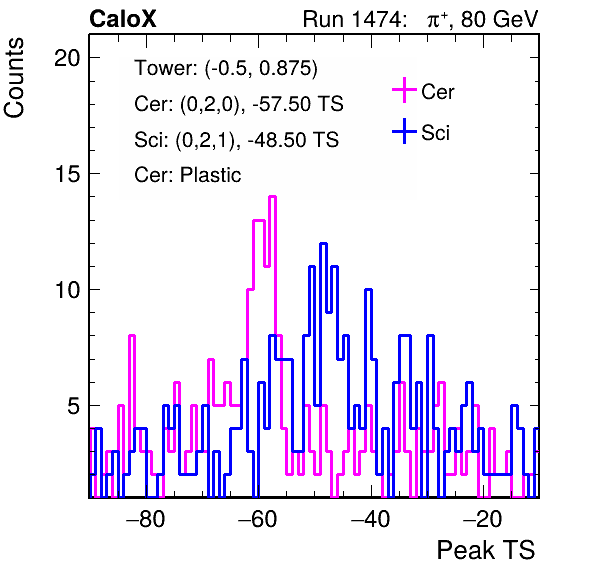 CaloX Run 1474: π⁺, 80 GeV
Counts
Tower: (-0.5, 0.875)
Cer: (0,2,0), -57.50 TS
Sci: (0,2,1), -48.50 TS
Cer: Plastic
Cer
Sci
20
15
10
5
−80 −60 −40 −20
Peak TS